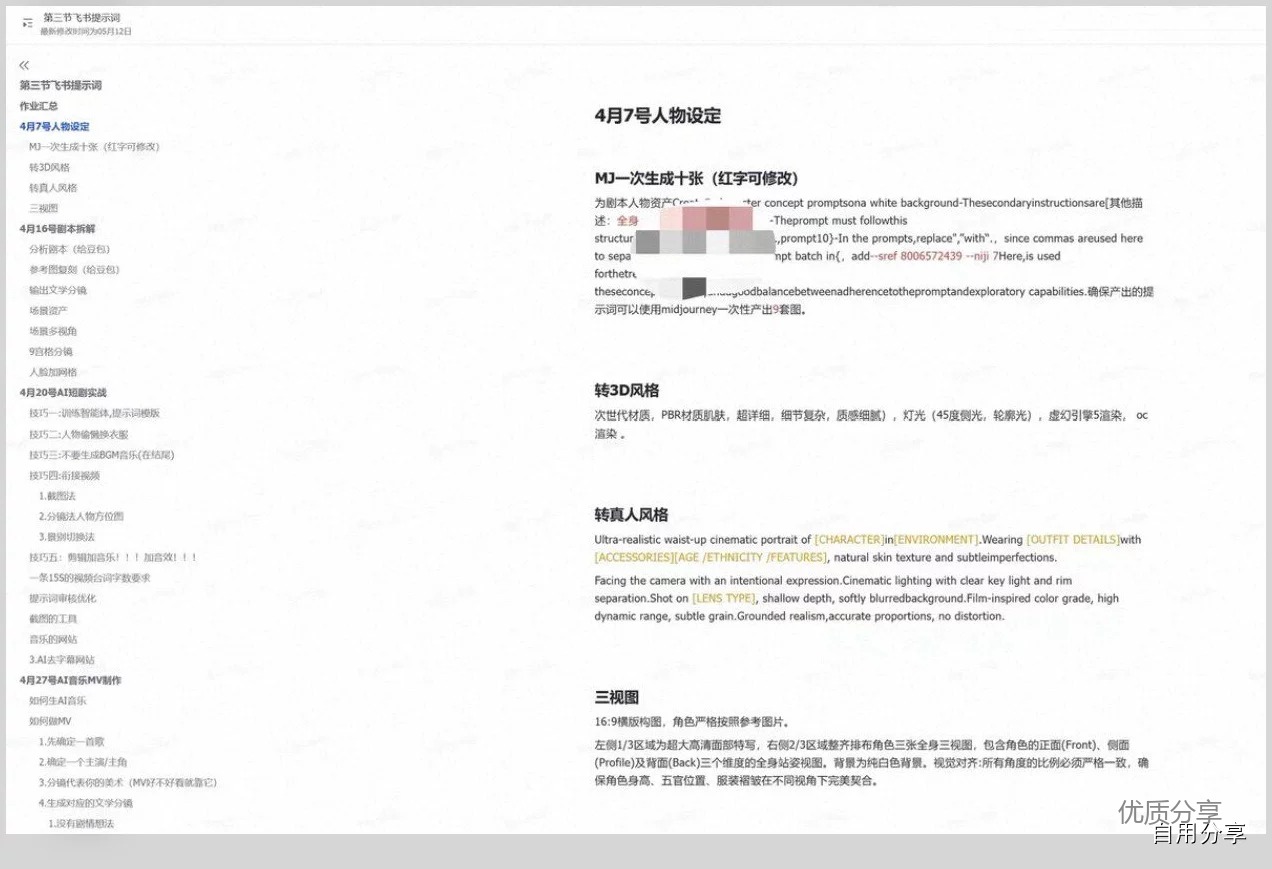 第三节飞书提示词
最新修改时间为05月12日
第三节飞书提示词
作业汇总
4月7号人物设定
MJ一次生成十张（红字可修改）
转3D风格
转真人风格
三视图
4月16号剧本拆解
分析剧本（给豆包）
参考图复刻（给豆包）
输出文学分镜
场景资产
场景多视角
9宫格分镜
人脸加网格
4月20号AI短剧实战
技巧一:训练智能体,提示词模版
技巧二:人物偷懒换衣服
技巧三:不要生成BGM音乐(在结尾)
技巧四:衔接视频
1.截图法
2.分镜法人物方位图
3.景别切换法
技巧五：剪辑加音乐！！！加音效！！！
一条15S的视频台词字数要求
提示词审核优化
截图的工具
音乐的网站
3.AI去字幕网站
4月27号AI音乐MV制作
如何生AI音乐
如何做MV
1.先确定一首歌
2.确定一个主演/主角
3.分镜代表你的美术（MV好不好看就靠它）
4.生成对应的文学分镜
1.没有剧情想法
4月7号人物设定
MJ一次生成十张（红字可修改）
为剧本人物资产 concept promptsona white background-Thesecondaryinstructionsare[其他描
述：全身 -Theprompt must followthis
structur ,prompt10}-In the prompts,replace","with“.，since commas areused here
to sepa mpt batch in{，add--sref 8006572439 --niji 7Here,is used
forthetre
theseconcep goodbalancebetweenadherencetothepromptandexploratory capabilities.确保产出的提
示词可以使用midjourney一次性产出9套图。
转3D风格
次世代材质，PBR材质肌肤，超详细，细节复杂，质感细腻），灯光（45度侧光，轮廓光），虚幻引擎5渲染， oc
渲染 。
转真人风格
Ultra-realistic waist-up cinematic portrait of [CHARACTER]in[ENVIRONMENT].Wearing [OUTFIT DETAILS]with
[ACCESSORIES][AGE /ETHNICITY /FEATURES], natural skin texture and subtleimperfections.
Facing the camera with an intentional expression.Cinematic lighting with clear key light and rim
separation.Shot on [LENS TYPE], shallow depth, softly blurredbackground.Film-inspired color grade, high
dynamic range, subtle grain.Grounded realism,accurate proportions, no distortion.
三视图
16:9横版构图，角色严格按照参考图片。
左侧1/3区域为超大高清面部特写，右侧2/3区域整齐排布角色三张全身三视图，包含角色的正面(Front)、侧面
(Profile)及背面(Back)三个维度的全身站姿视图。背景为纯白色背景。视觉对齐:所有角度的比例必须严格一致，确
保角色身高、五官位置、服装褶皱在不同视角下完美契合。
优质分享
自用分享